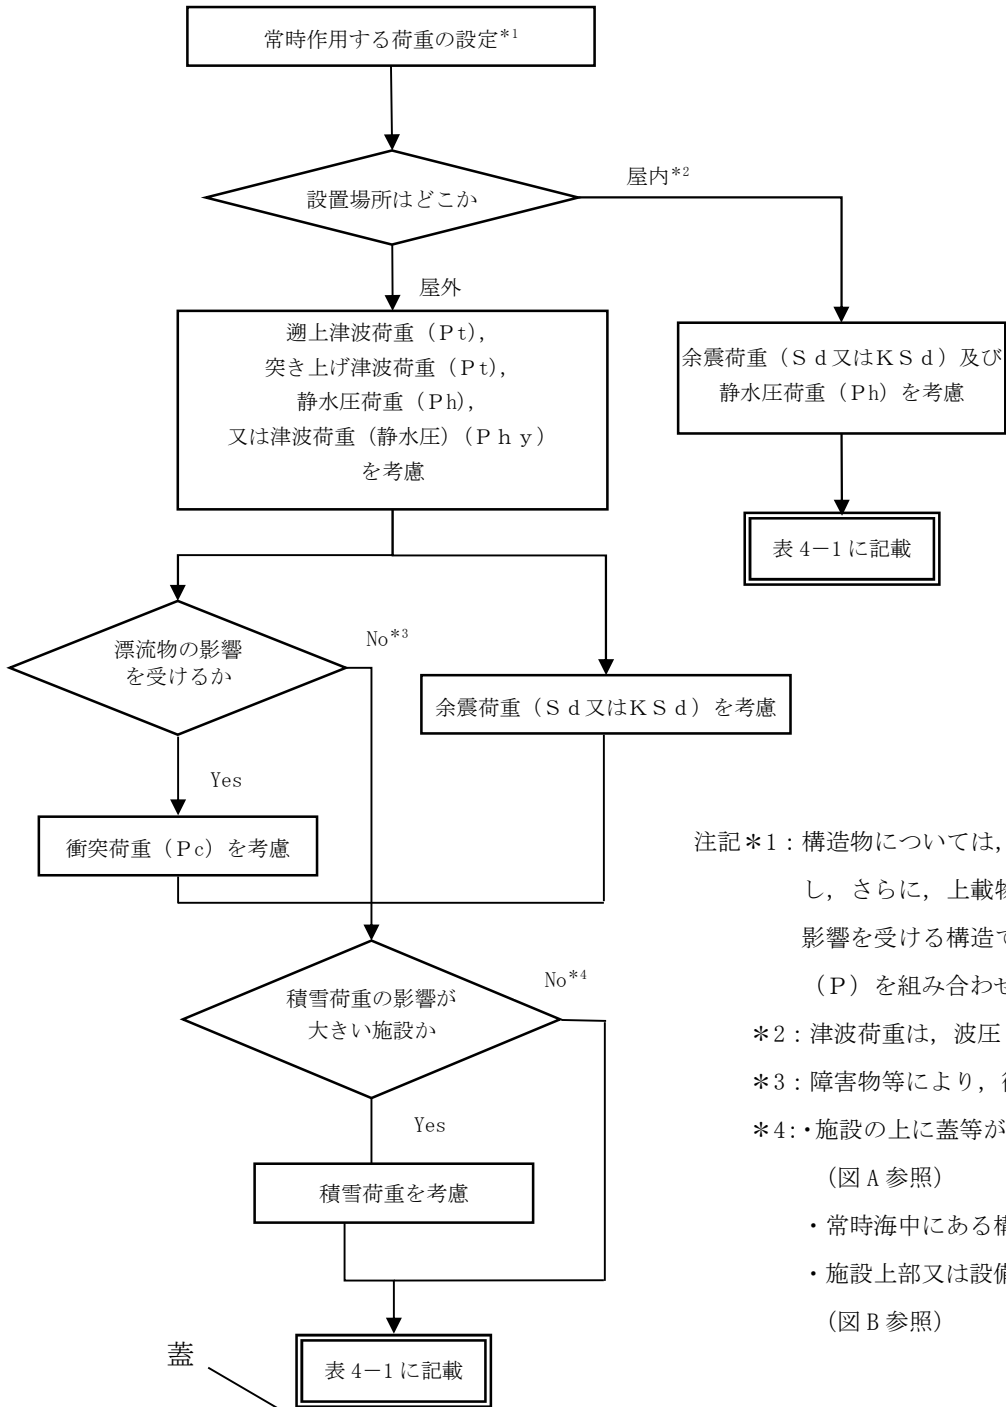 常時作用する荷重の設定*1
設置場所はどこか
屋内*2
屋外
遡上津波荷重（Ｐt），
突き上げ津波荷重（Ｐt），
静水圧荷重（Ｐh），
又は津波荷重（静水圧）（Ｐｈｙ）
を考慮
余震荷重（Ｓｄ又はＫＳｄ）及び
静水圧荷重（Ｐh）を考慮
表 4－1 に記載
漂流物の影響
を受けるか
No*3
Yes
余震荷重（Ｓｄ又はＫＳｄ）を考慮
衝突荷重（Ｐc）を考慮
積雪荷重の影響が
大きい施設か
No*4
Yes
積雪荷重を考慮
表 4－1 に記載
蓋
注記＊1：構造物については，
し，さらに，上載物
影響を受ける構造で
（Ｐ）を組み合わせ
＊2：津波荷重は，波圧
＊3：障害物等により，
＊4：・施設の上に蓋等が
（図 A 参照）
・常時海中にある構
・施設上部又は設備
（図 B 参照）